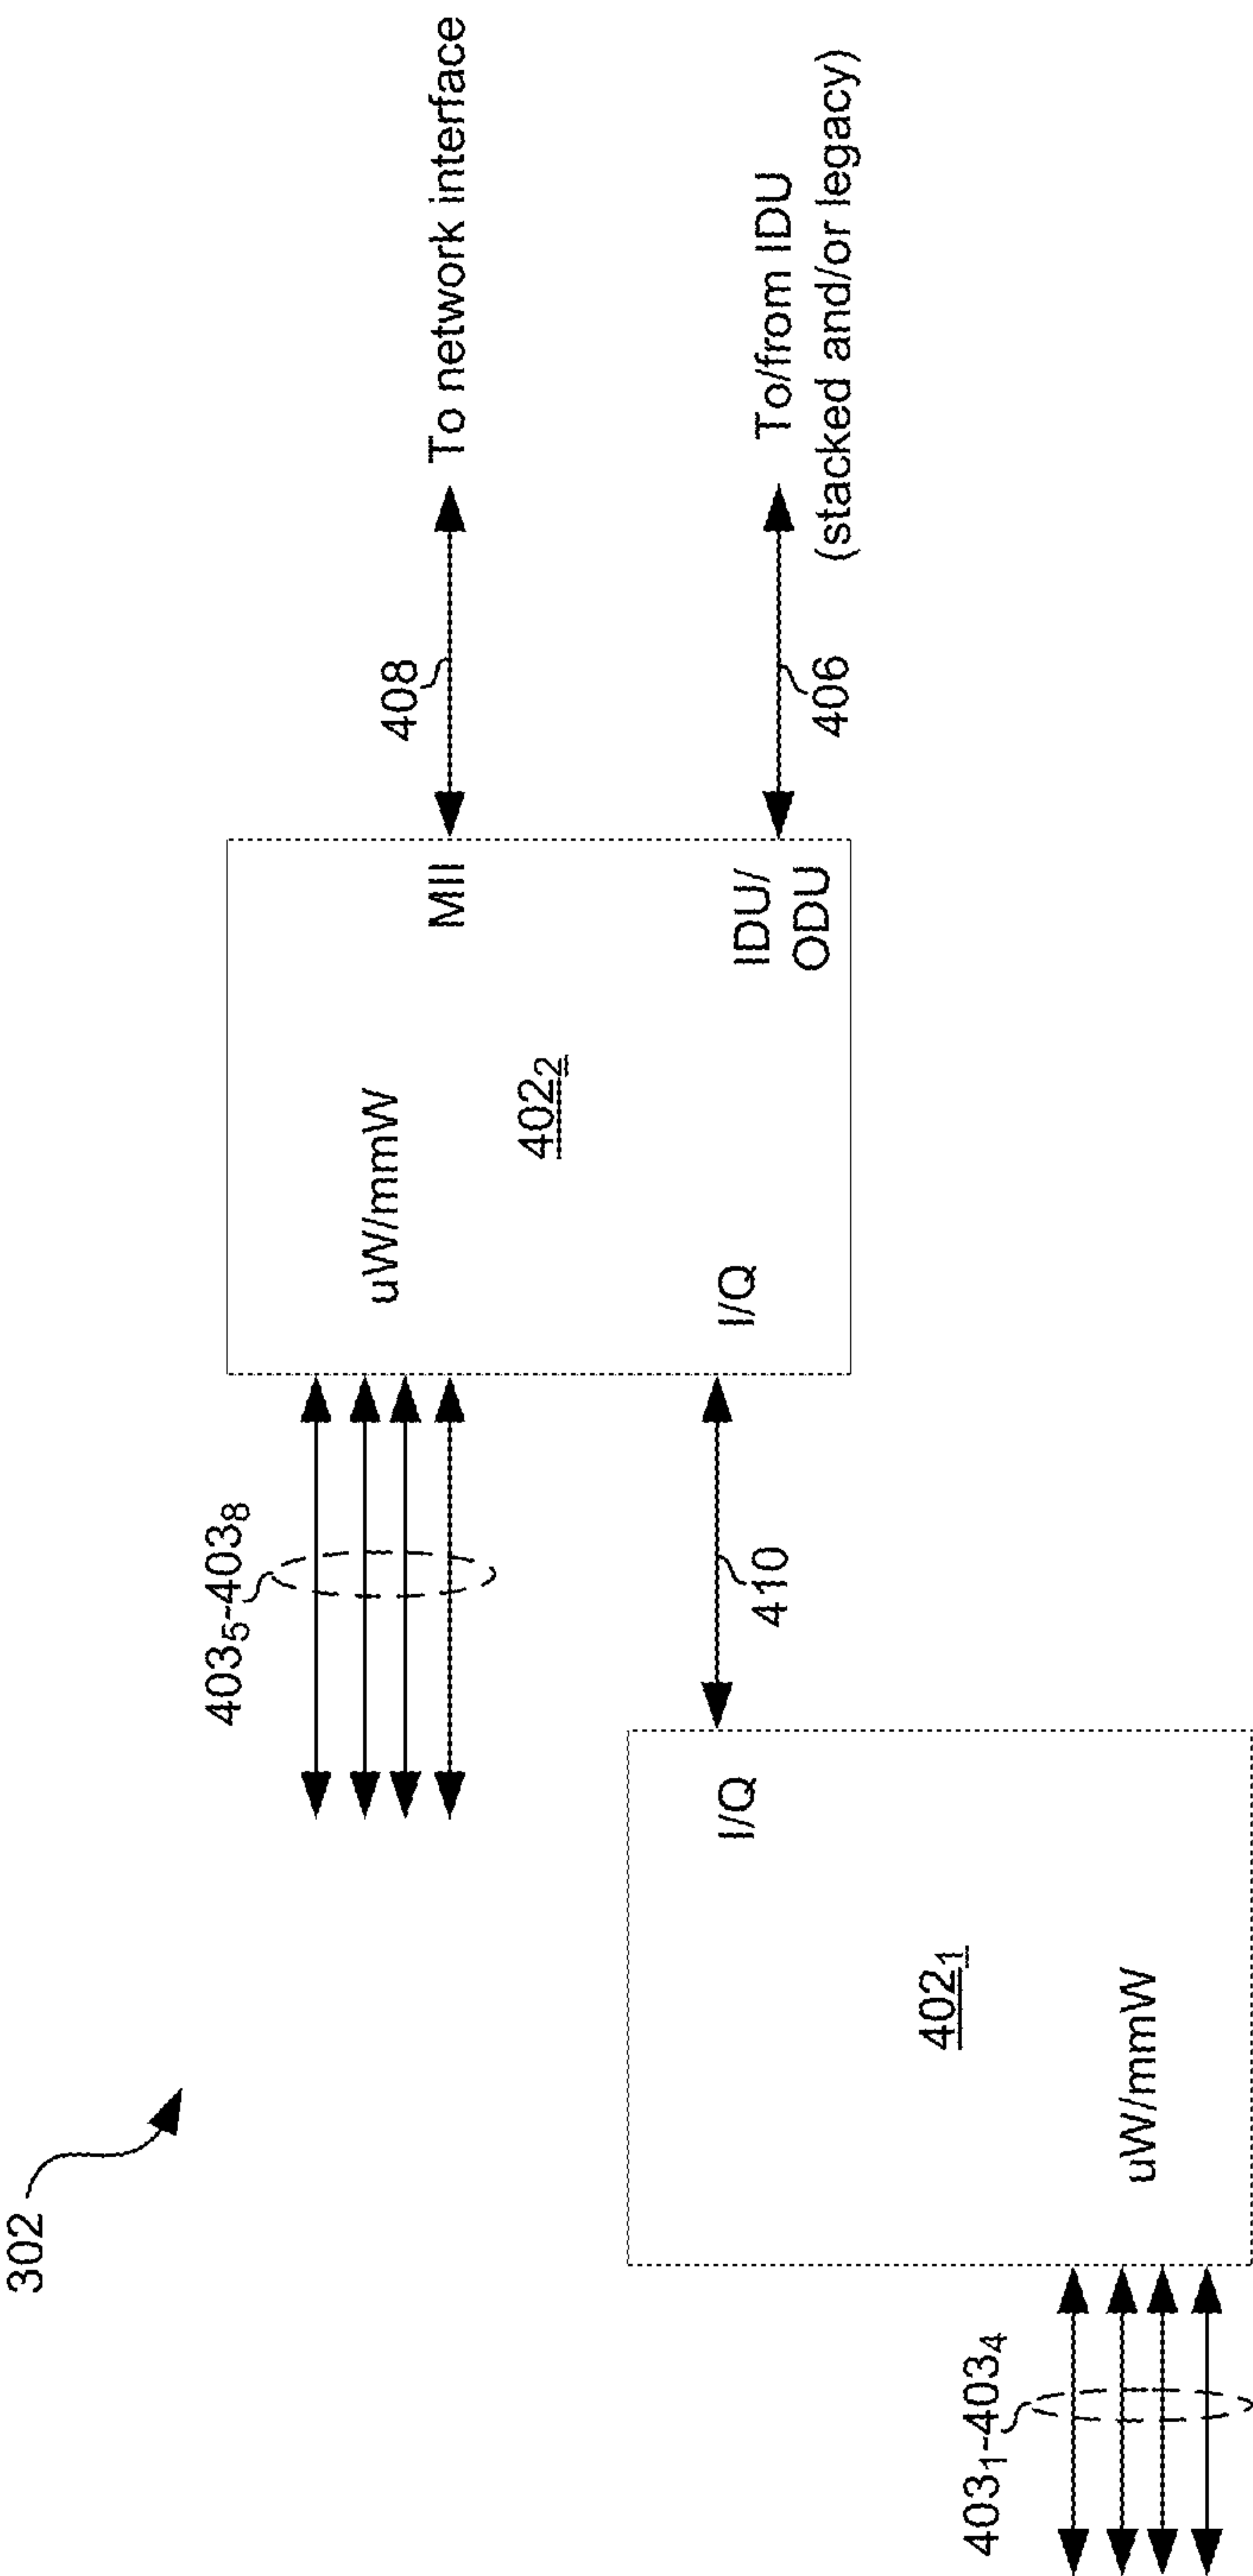 302
403₅-403₈
uW/mmW
402₂
MII
408
To network interface
I/Q
IDU/
ODU
406
To/from IDU
(stacked and/or legacy)
410
I/Q
402₁
uW/mmW
403₁-403₄